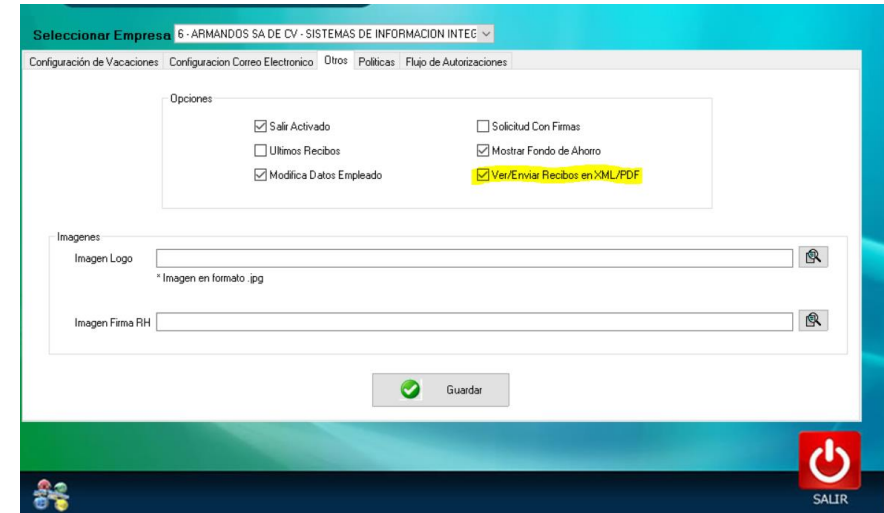 Seleccionar Empresa 6 - ARMANDOS SA DE CV - SISTEMAS DE INFORMACION INTEG
Configuración de Vacaciones Configuracion Correo Electronico Otros Politicas Flujo de Autorizaciones
Opciones
Salir Activado Solicitud Con Firmas
Ultimos Recibos Mostrar Fondo de Ahorro
Modifica Datos Empleado Ver/Enviar Recibos en XML/PDF
Imagenes
Imagen Logo
* Imagen en formato .jpg
Imagen Firma RH
Guardar
SALIR